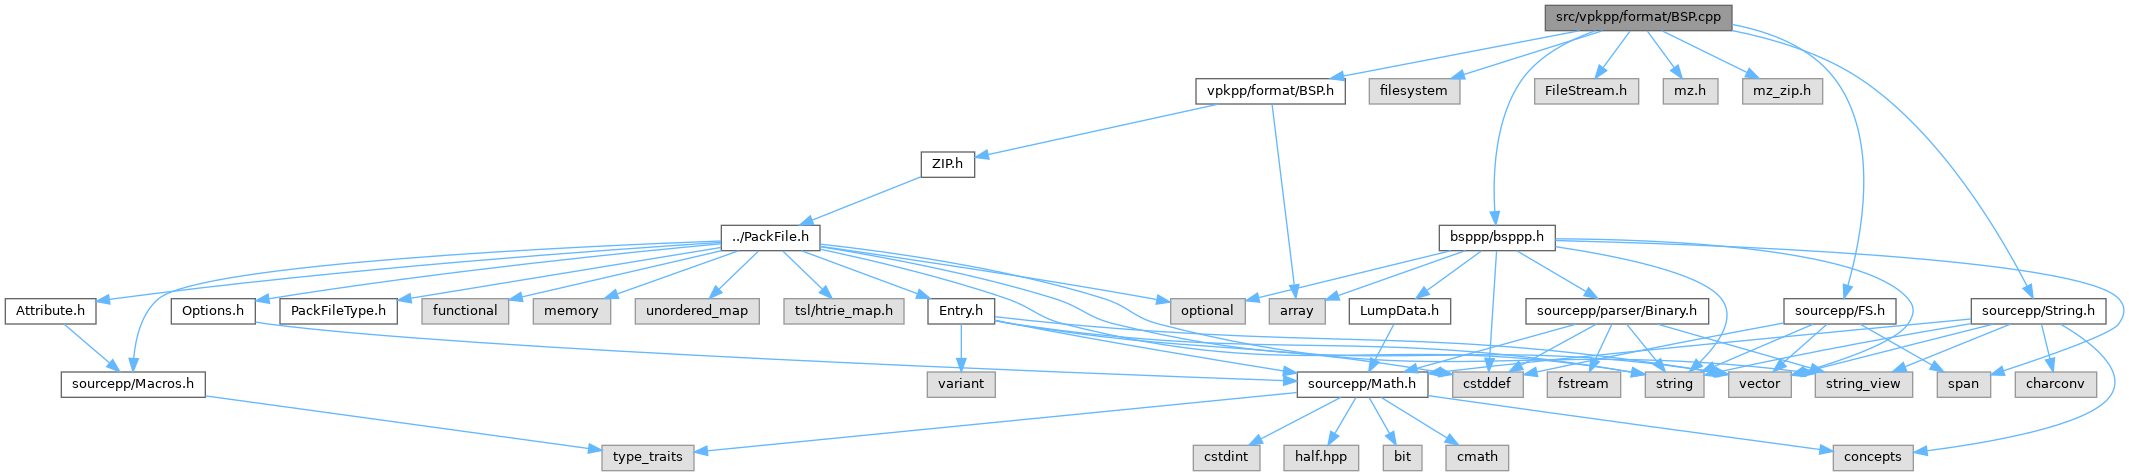 src/vpkpp/format/BSP.cpp
vpkpp/format/BSP.h
filesystem
FileStream.h
mz.h
mz_zip.h
ZIP.h
../PackFile.h
bsppp/bsppp.h
Attribute.h
Options.h
PackFileType.h
functional
memory
unordered_map
tsl/htrie_map.h
Entry.h
optional
array
LumpData.h
sourcepp/parser/Binary.h
sourcepp/FS.h
sourcepp/String.h
sourcepp/Macros.h
variant
sourcepp/Math.h
cstddef
fstream
string
vector
string_view
span
charconv
type_traits
cstdint
half.hpp
bit
cmath
concepts